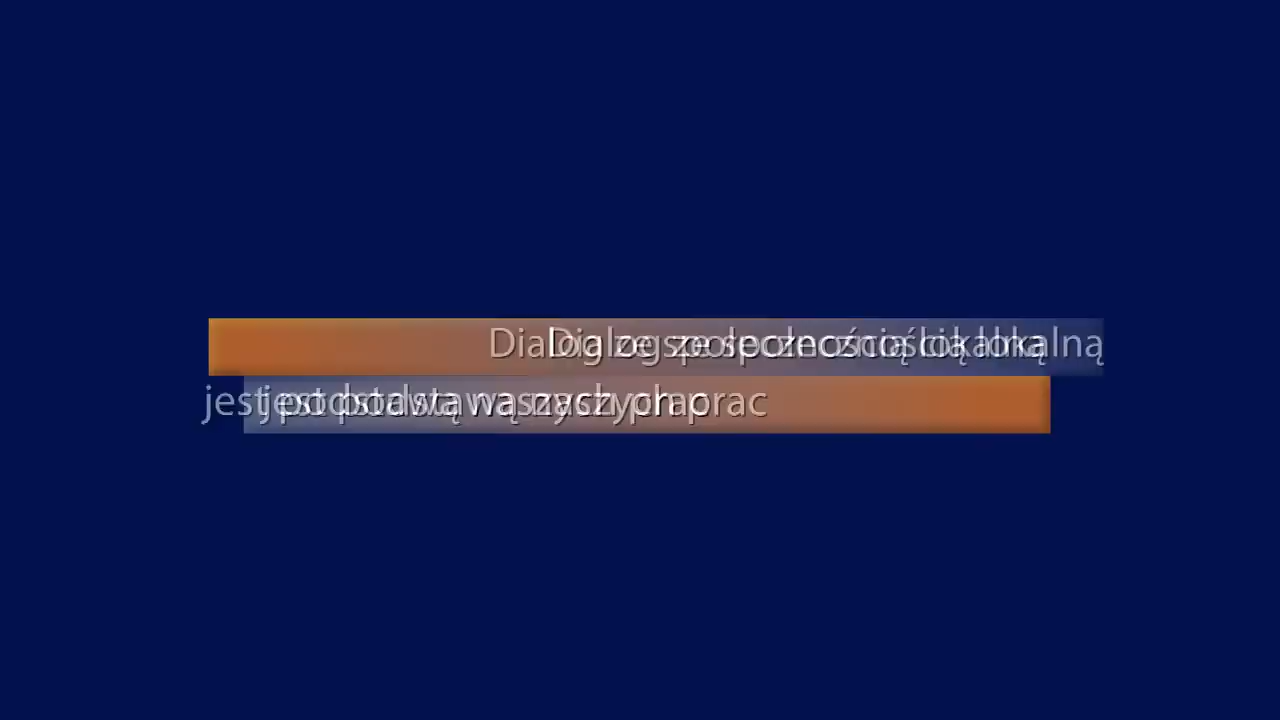 Dialog ze społecznością lokalną
jest podstawą naszych prac